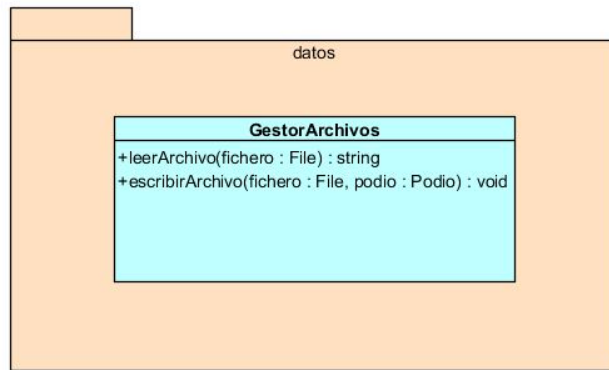 datos
GestorArchivos
+leerArchivo(fichero : File) : string
+escribirArchivo(fichero : File, podio : Podio) : void